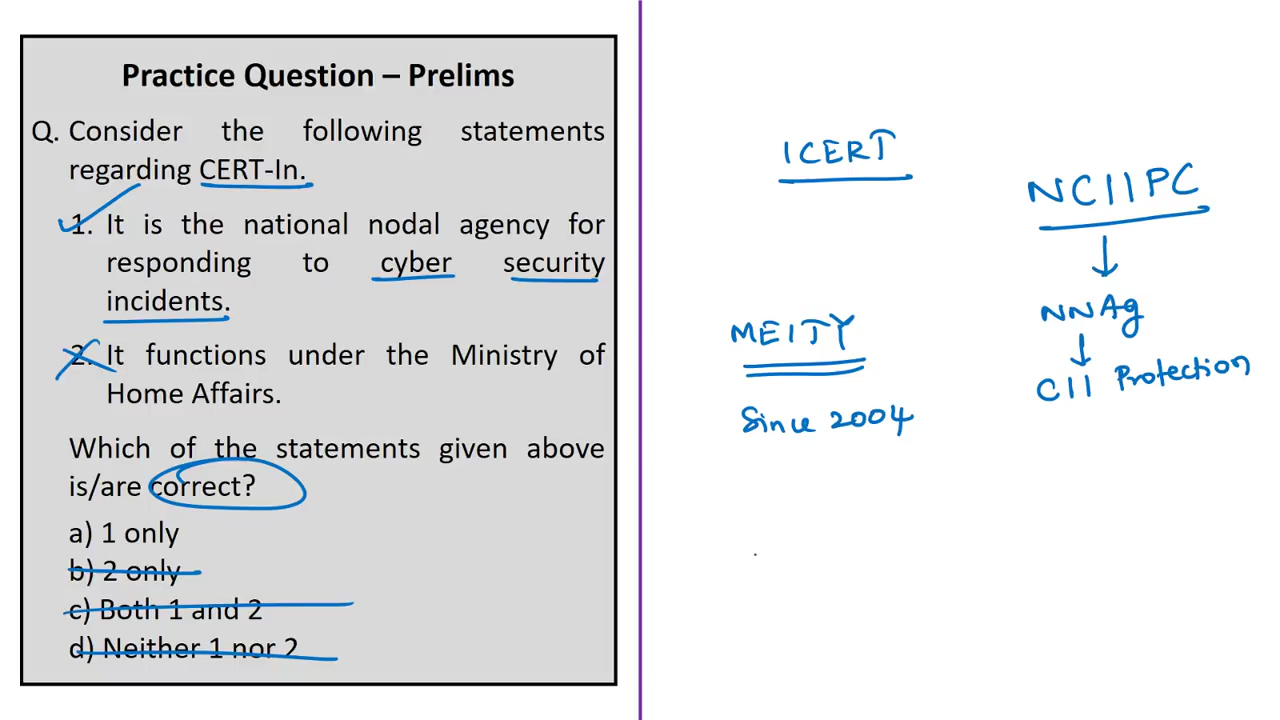 Practice Question – Prelims
Q. Consider the following statements
regarding CERT-In.
1. It is the national nodal agency for
responding to cyber security
incidents.
2. It functions under the Ministry of
Home Affairs.
Which of the statements given above
is/are correct?
a) 1 only
b) 2 only
c) Both 1 and 2
d) Neither 1 nor 2
ICERT
MEITY
Since 2004
NCIIPC
NNAg
CII Protection